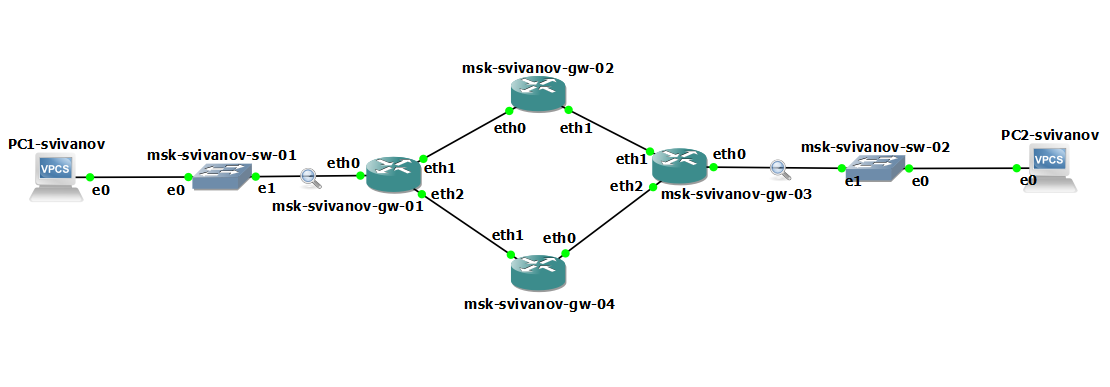 msk-svivanov-gw-02
eth0
eth1
PC1-svivanov
VPCS
e0
msk-svivanov-sw-01
e0
e1
eth0
eth1
eth2
msk-svivanov-gw-01
eth1
eth2
eth0
msk-svivanov-gw-03
msk-svivanov-sw-02
e1
e0
PC2-svivanov
VPCS
e0
eth1
eth0
msk-svivanov-gw-04